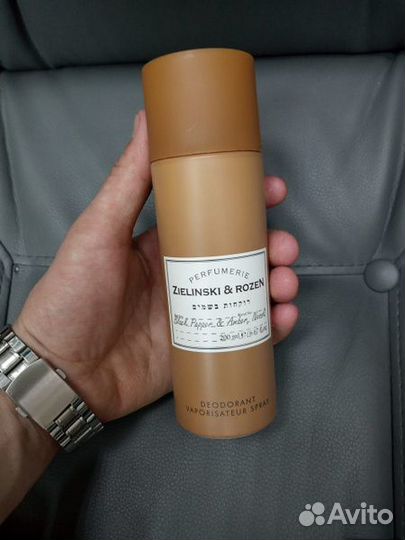 PERFUMERIE
ZIELINSKI & ROZEN
רוקחות בשמים
Black Pepper & Amber, Neroli
200 ml
DEODORANT
VAPORISATEUR SPRAY
Avito